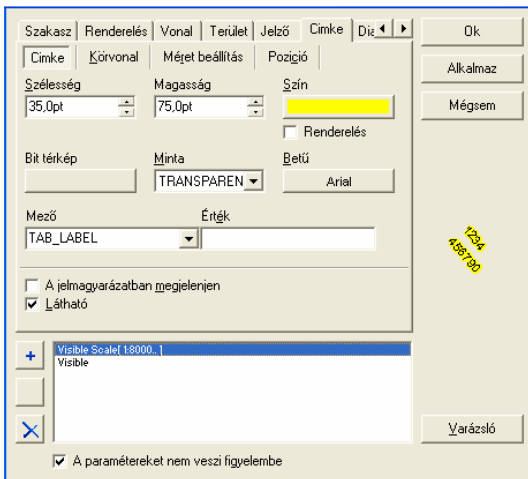 Szakasz Renderelés Vonal Terület Jelző Cimke Dia
Ok
Cimke Körvonal Méret beállítás Pozició
Alkalmaz
Szélesség Magasság Szín
35,0pt 75,0pt
Mégsem
Renderelés
Bit térkép Minta Betű
TRANSPAREN Arial
Mező Érték
TAB_LABEL
1234
456790
A jelmagyarázatban megjelenjen
Látható
Visible Scale[ 1:8000.. ]
Visible
Varázsló
A paramétereket nem veszi figyelembe